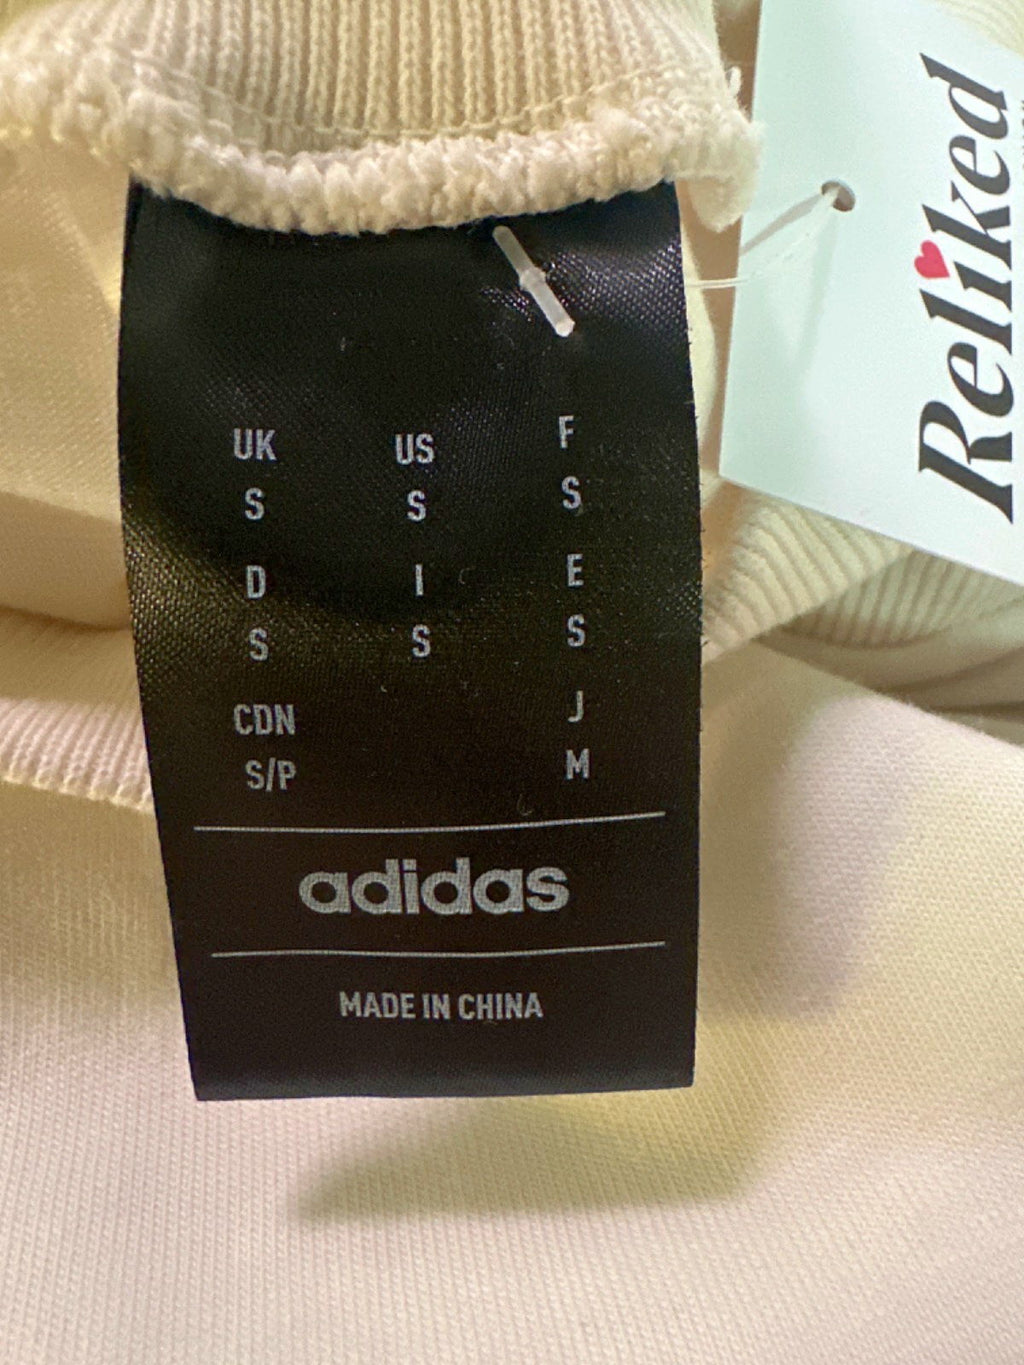 UK US F
S S S
D I E
S S S
CDN J
S/P M
adidas
MADE IN CHINA
Reliked